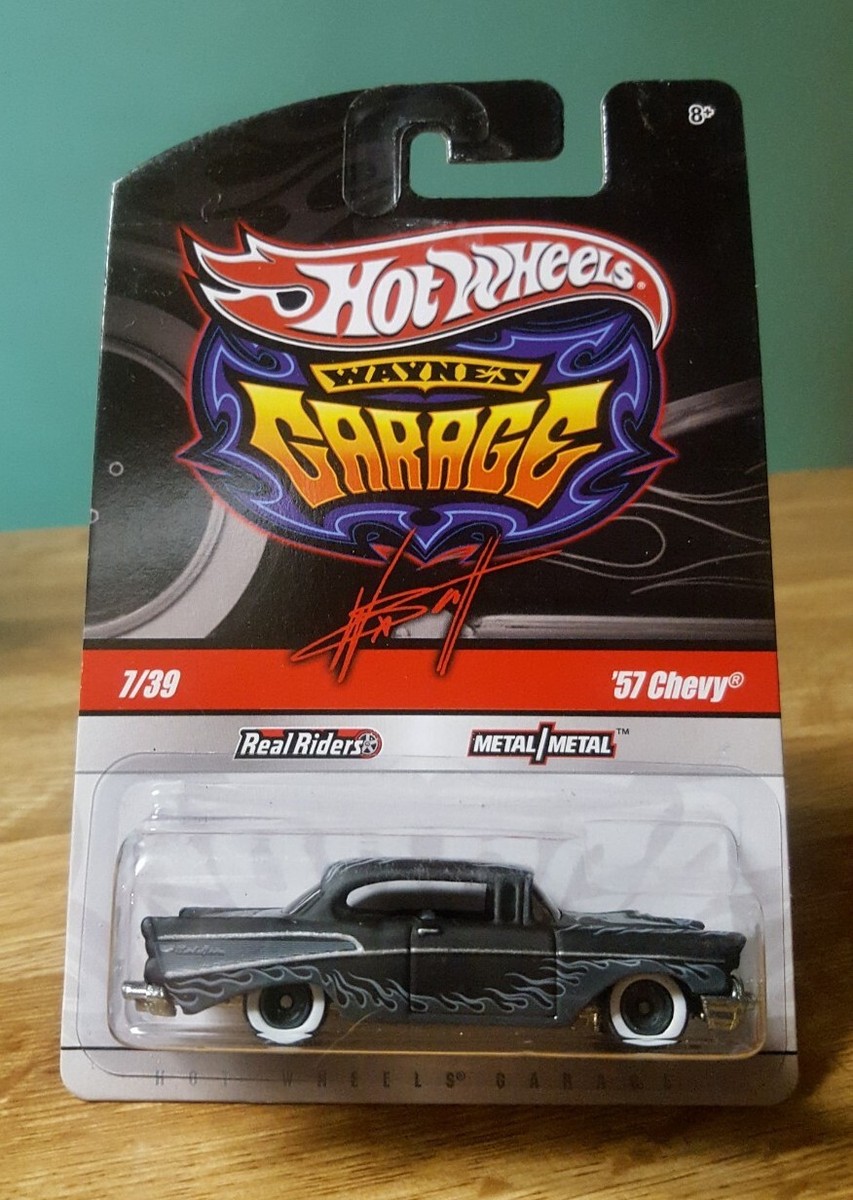 8+
Hot Wheels®
WAYNE'S
GARAGE
7/39
'57 Chevy®
Real Riders
METAL/METAL™
HOT WHEELS® GARAGE